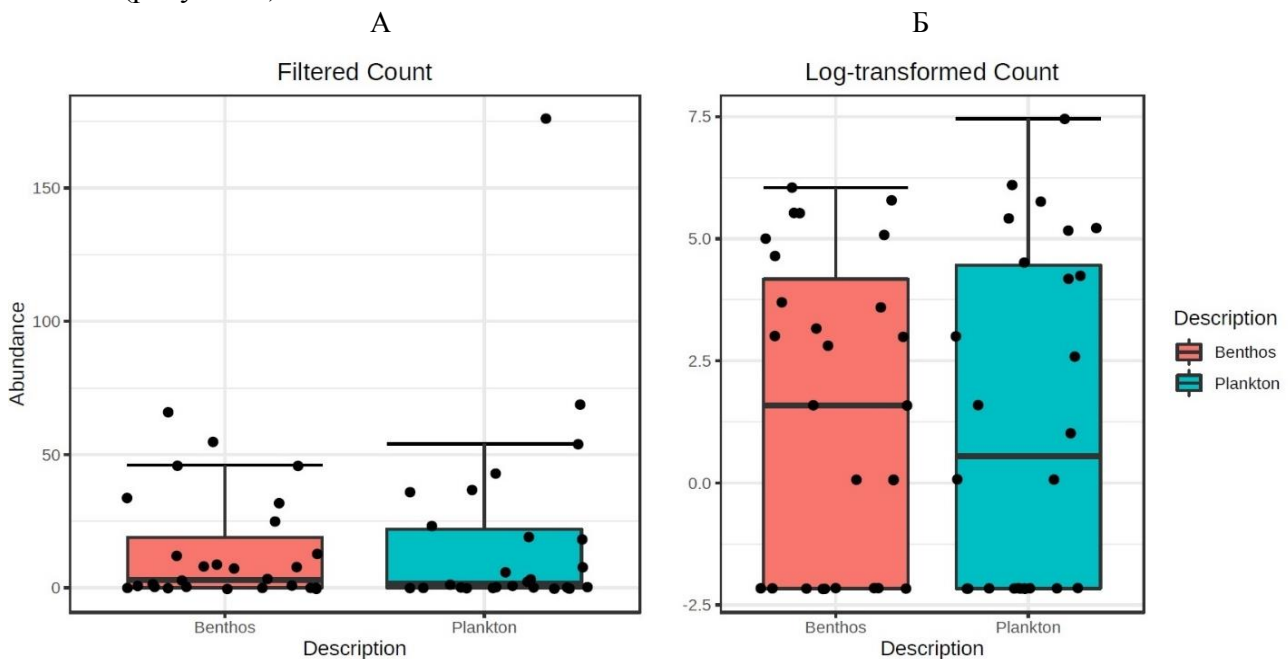 А
Б
Filtered Count
Log-transformed Count
Abundance
150
100
50
0
Benthos
Plankton
Description
7.5
5.0
2.5
0.0
-2.5
Benthos
Plankton
Description
Description
Benthos
Plankton